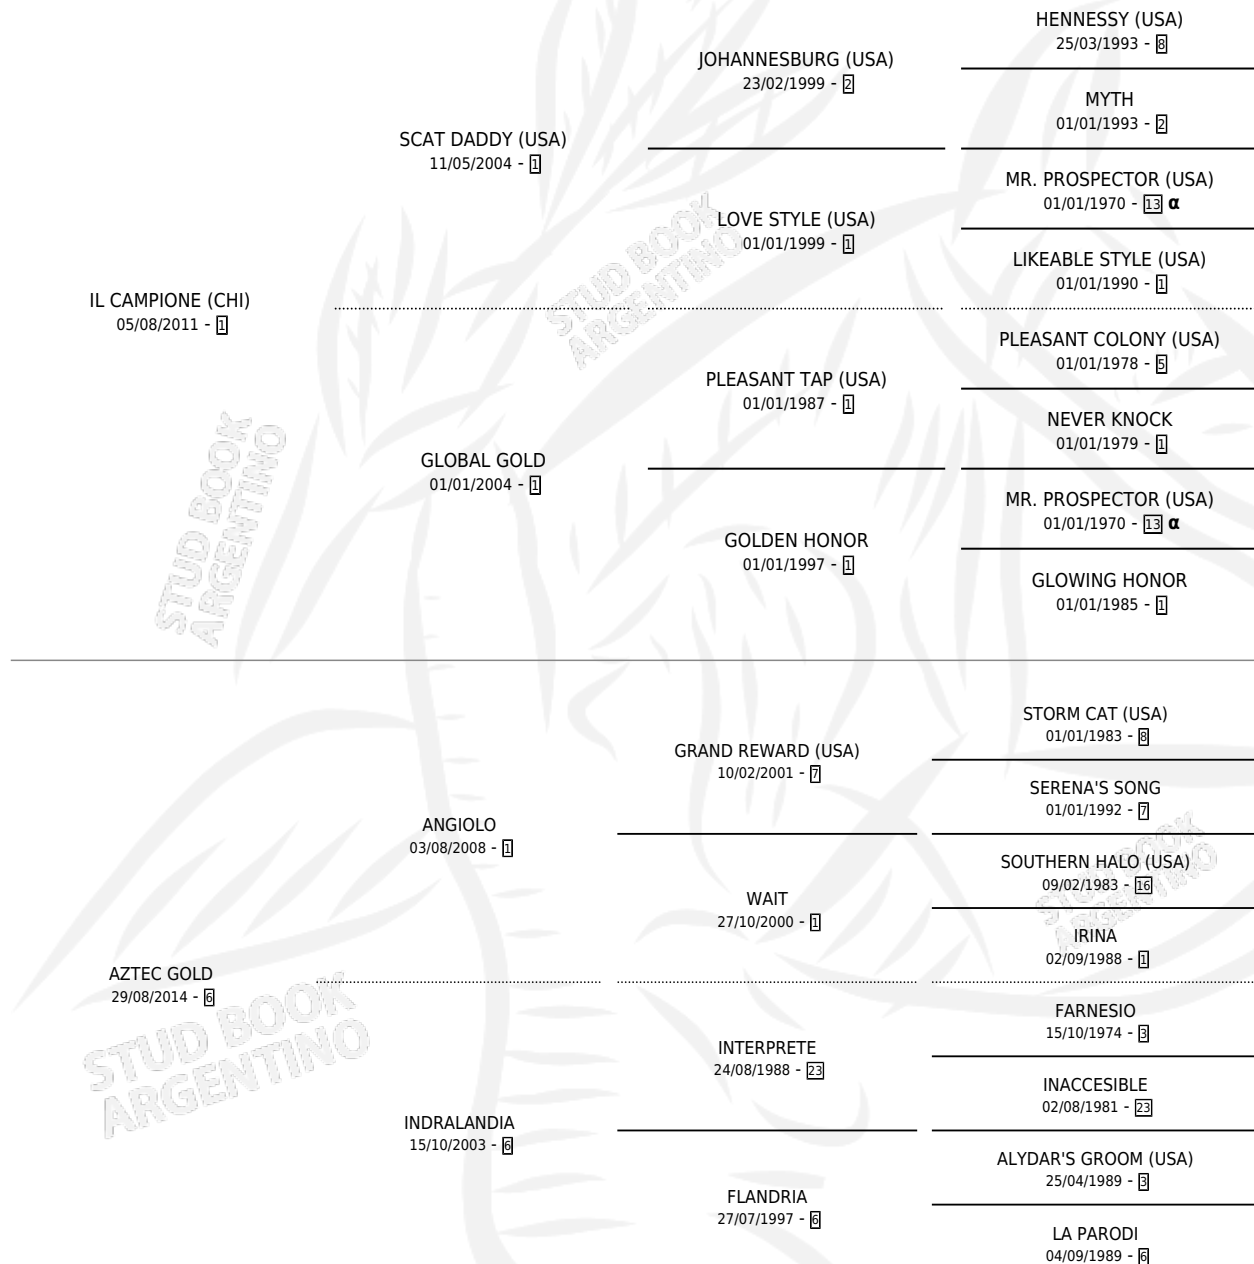 HENNESSY (USA)
25/03/1993 - 8
JOHANNESBURG (USA)
23/02/1999 - 2
MYTH
01/01/1993 - 2
SCAT DADDY (USA)
11/05/2004 - 1
MR. PROSPECTOR (USA)
01/01/1970 - 13 α
LOVE STYLE (USA)
01/01/1999 - 1
LIKEABLE STYLE (USA)
01/01/1990 - 1
IL CAMPIONE (CHI)
05/08/2011 - 1
PLEASANT COLONY (USA)
01/01/1978 - 5
PLEASANT TAP (USA)
01/01/1987 - 1
NEVER KNOCK
01/01/1979 - 1
GLOBAL GOLD
01/01/2004 - 1
MR. PROSPECTOR (USA)
01/01/1970 - 13 α
GOLDEN HONOR
01/01/1997 - 1
GLOWING HONOR
01/01/1985 - 1
STORM CAT (USA)
01/01/1983 - 8
GRAND REWARD (USA)
10/02/2001 - 7
SERENA'S SONG
01/01/1992 - 7
ANGIOLO
03/08/2008 - 1
SOUTHERN HALO (USA)
09/02/1983 - 16
WAIT
27/10/2000 - 1
IRINA
02/09/1988 - 1
AZTEC GOLD
29/08/2014 - 6
FARNESIO
15/10/1974 - 3
INTERPRETE
24/08/1988 - 23
INACCESIBLE
02/08/1981 - 23
INDRALANDIA
15/10/2003 - 6
ALYDAR'S GROOM (USA)
25/04/1989 - 3
FLANDRIA
27/07/1997 - 6
LA PARODI
04/09/1989 - 6
STUD BOOK
ARGENTINO
STUD BOOK
ARGENTINO
STUD BOOK
ARGENTINO
STUD BOOK
ARGENTINO